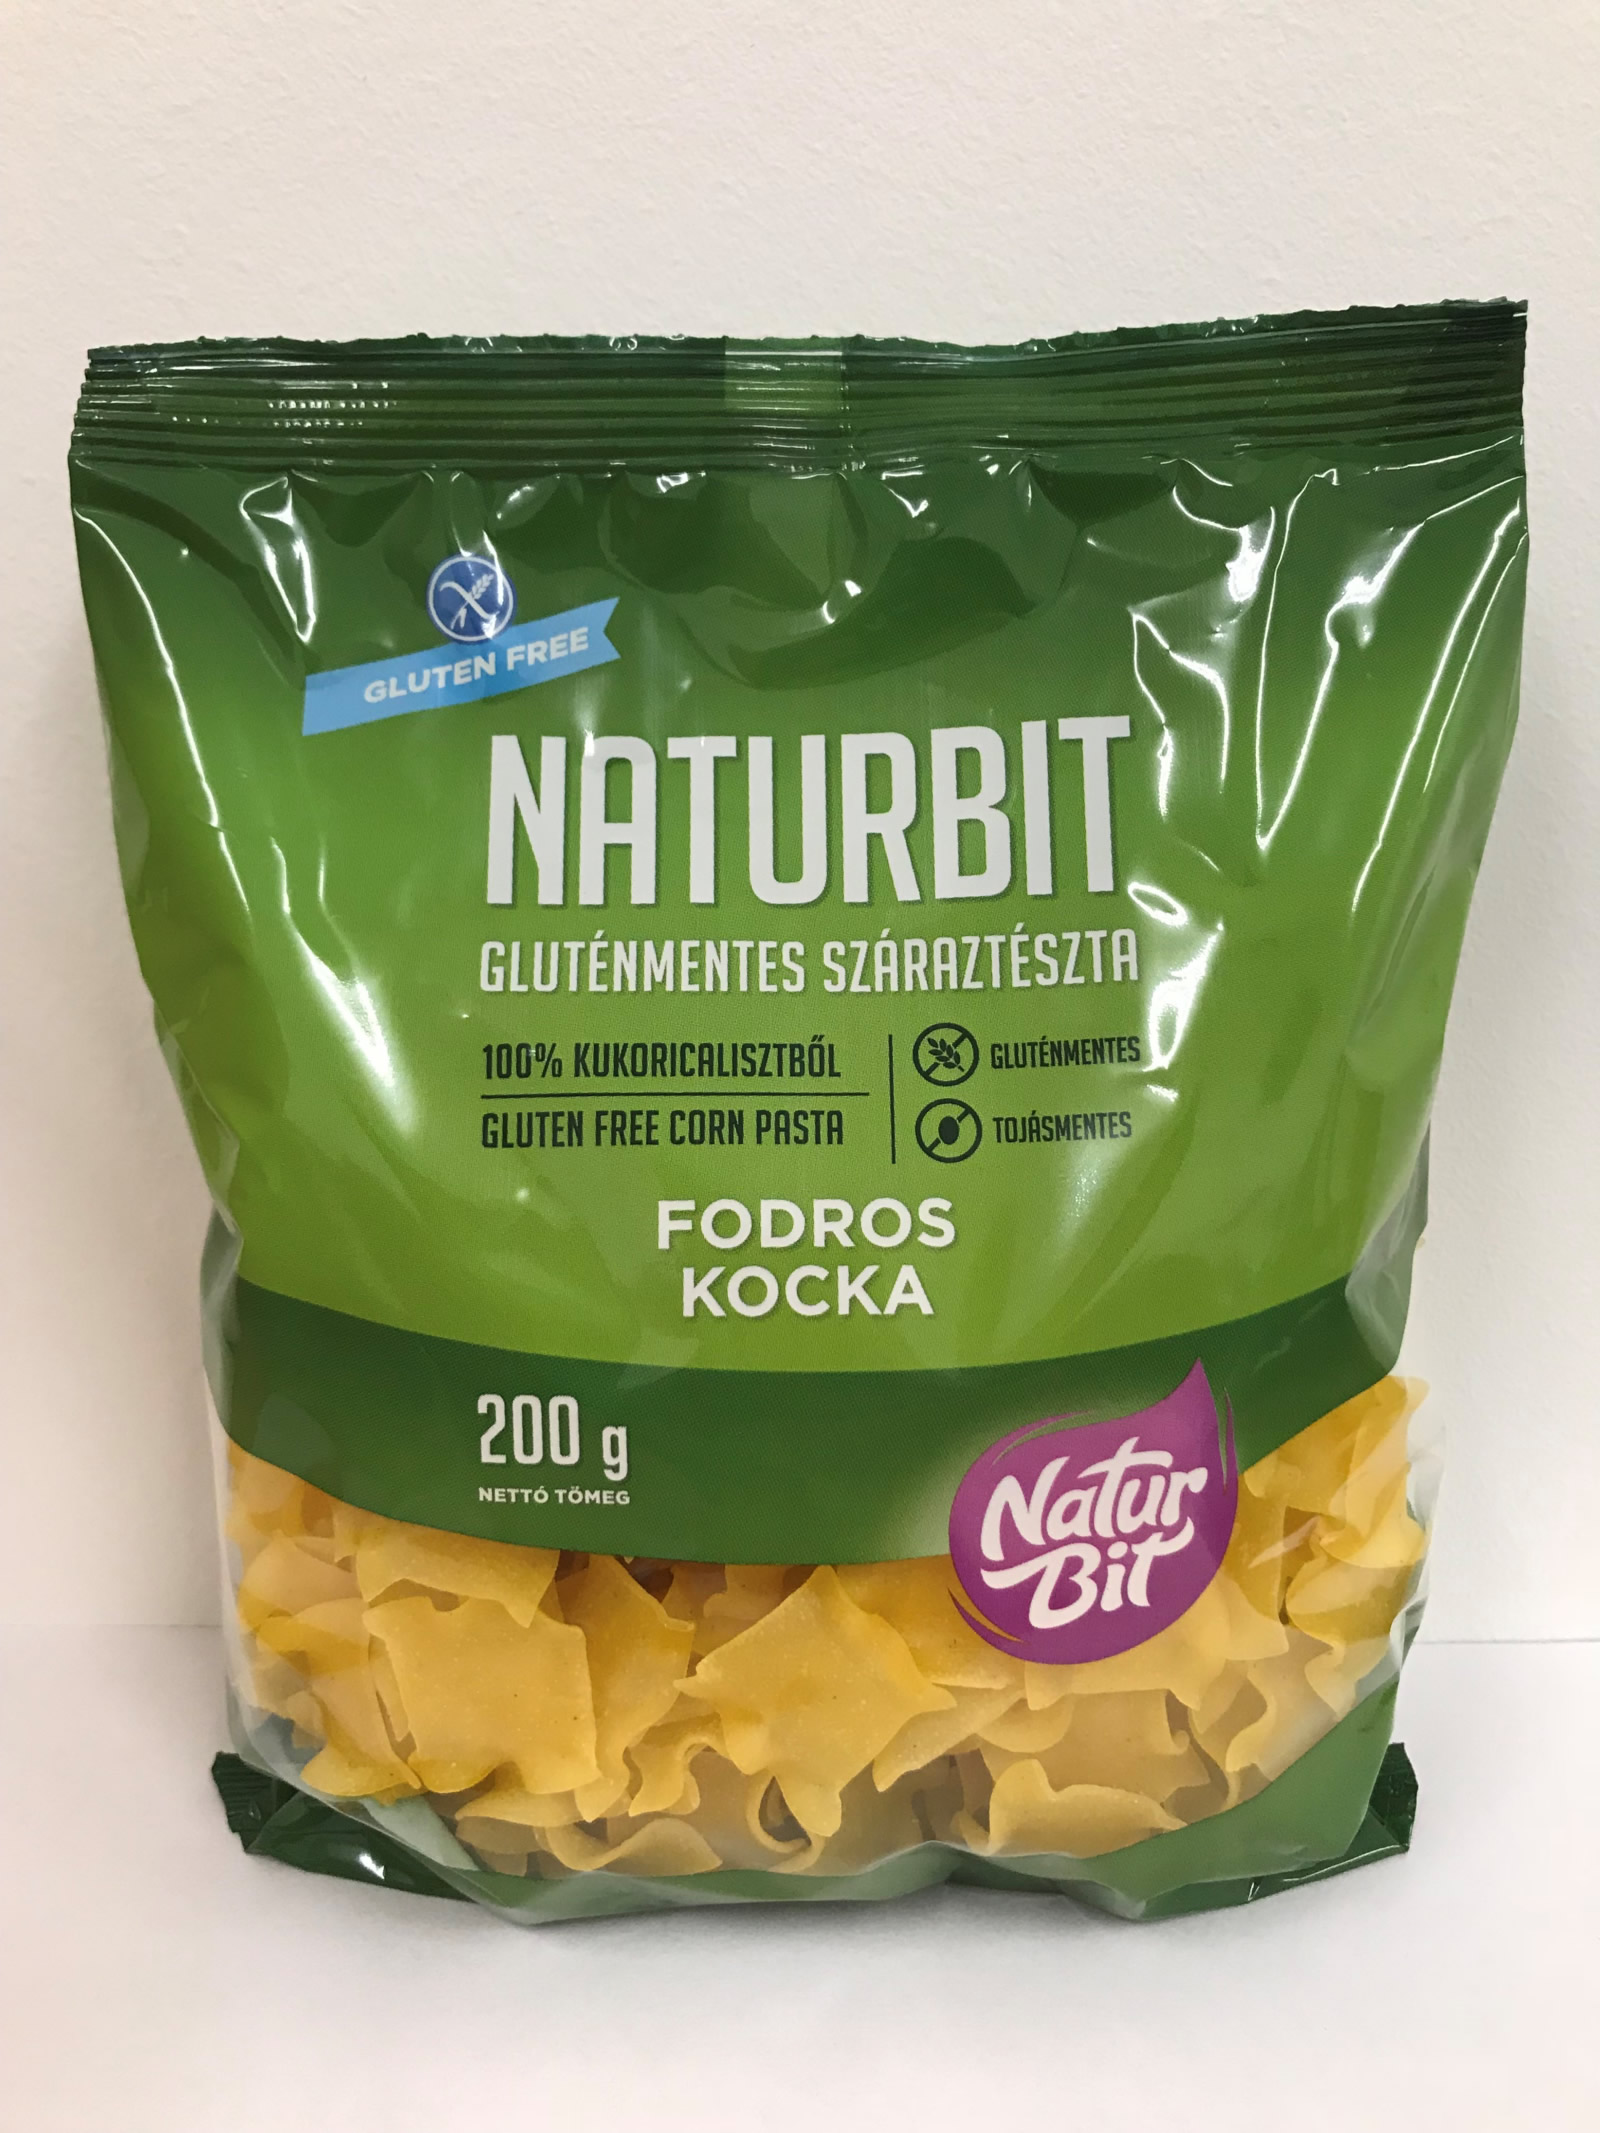 GLUTEN FREE
NATURBIT
GLUTÉNMENTES SZÁRAZTÉSZTA
100% KUKORICALISZTBŐL
GLUTEN FREE CORN PASTA
GLUTÉNMENTES
TOJÁSMENTES
FODROS
KOCKA
200 g
NETTÓ TÖMEG
Natur
Bit